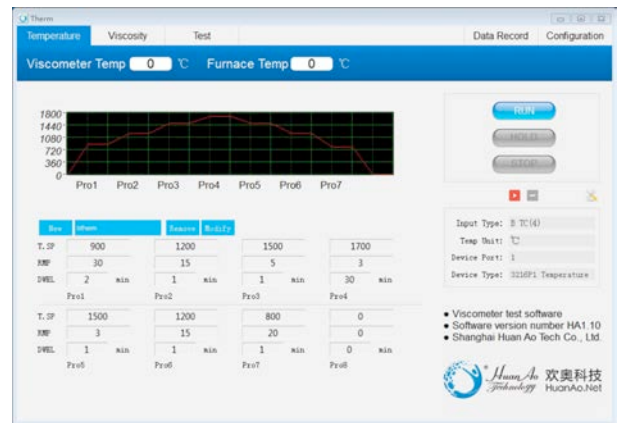 Therm
Temperature Viscosity Test Data Record Configuration
Viscometer Temp 0 ℃ Furnace Temp 0 ℃
1800
1440
1080
720
360
0
Pro1 Pro2 Pro3 Pro4 Pro5 Pro6 Pro7
RUN
HOLD
STOP
New Remove Modify
T.SP 900 1200 1500 1700
RMP 30 15 5 3
DWEL 2 min 1 min 1 min 30 min
Pro1 Pro2 Pro3 Pro4
T.SP 1500 1200 800 0
RMP 3 15 20 0
DWEL 1 min 1 min 1 min 0 min
Pro5 Pro6 Pro7 Pro8
Input Type: B TC(4)
Temp Unit: ℃
Device Port: 1
Device Type: 3216P1 Temperature
• Viscometer test software
• Software version number HA1.10
• Shanghai Huan Ao Tech Co., Ltd.
Huan Ao 欢奥科技
Technology HuanAo.Net